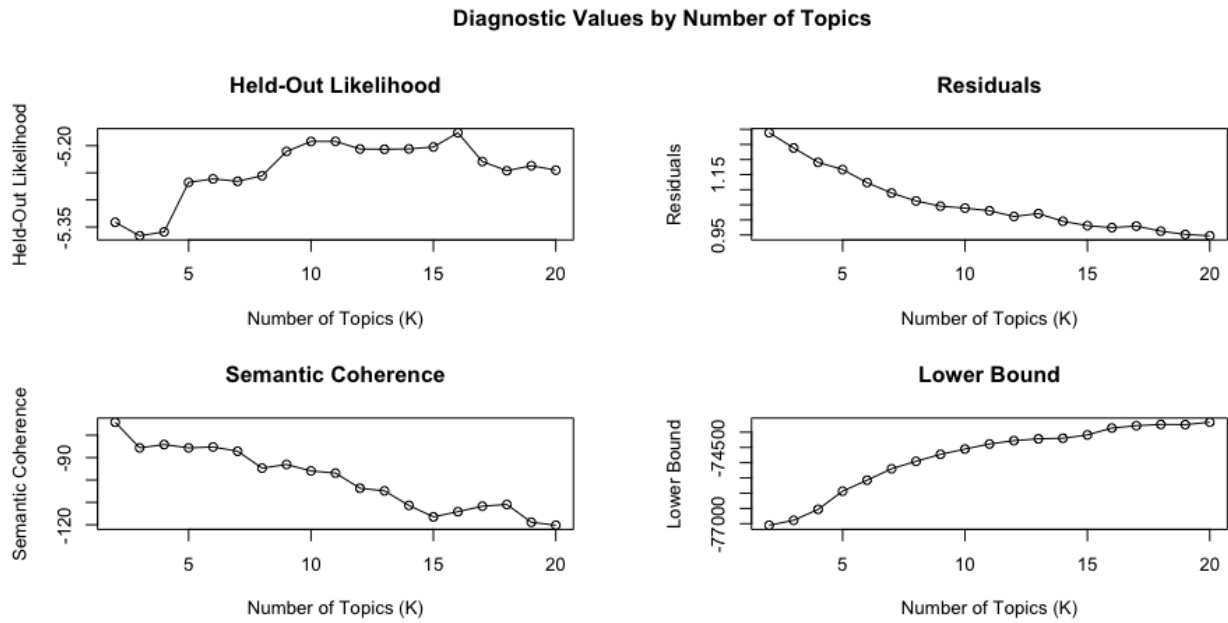 Diagnostic Values by Number of Topics
Held-Out Likelihood
Held-Out Likelihood
-5.20
-5.35
5 10 15 20
Number of Topics (K)
Residuals
Residuals
1.15
0.95
5 10 15 20
Number of Topics (K)
Semantic Coherence
Semantic Coherence
-90
-120
5 10 15 20
Number of Topics (K)
Lower Bound
Lower Bound
-74500
-77000
5 10 15 20
Number of Topics (K)